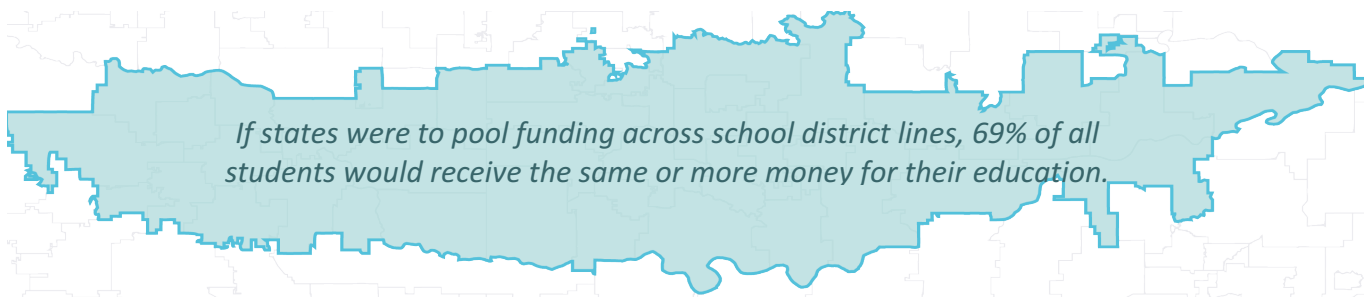 If states were to pool funding across school district lines, 69% of all
students would receive the same or more money for their education.